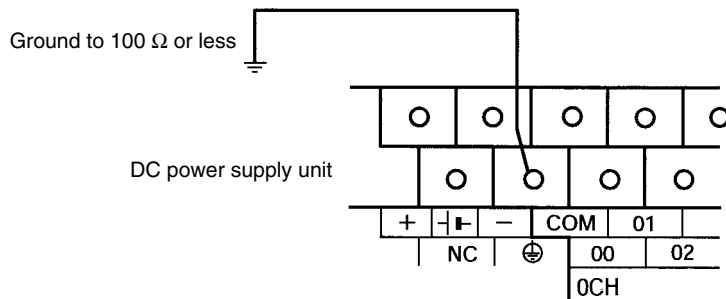 Ground to 100 Ω or less
DC power supply unit
+ − COM 01
NC 00 02
0CH